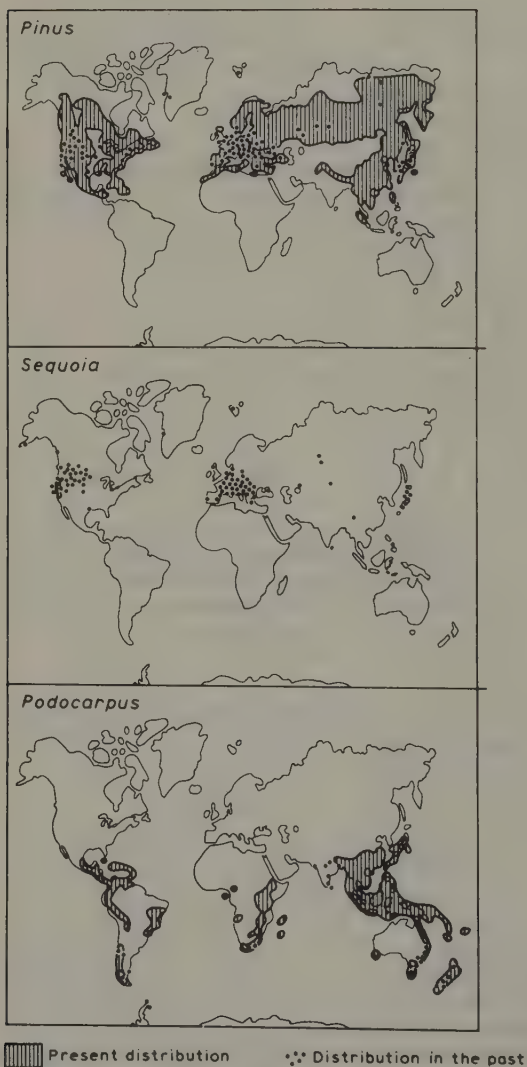 Pinus
Sequoia
Podocarpus
Present distribution
Distribution in the past